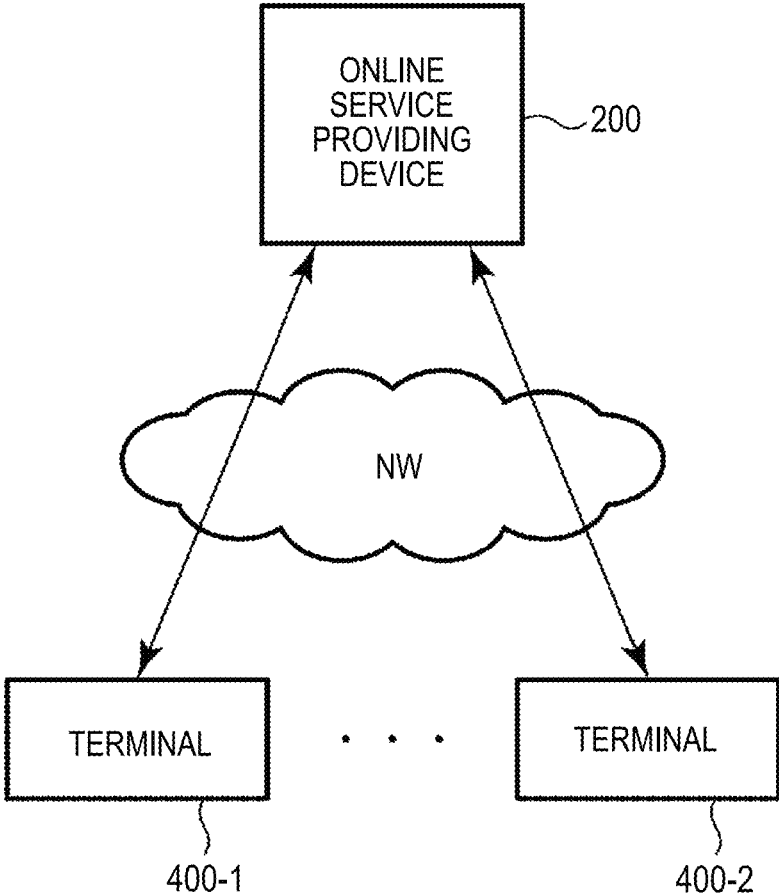 ONLINE
SERVICE
PROVIDING
DEVICE
200
NW
TERMINAL
. . .
TERMINAL
400-1
400-2